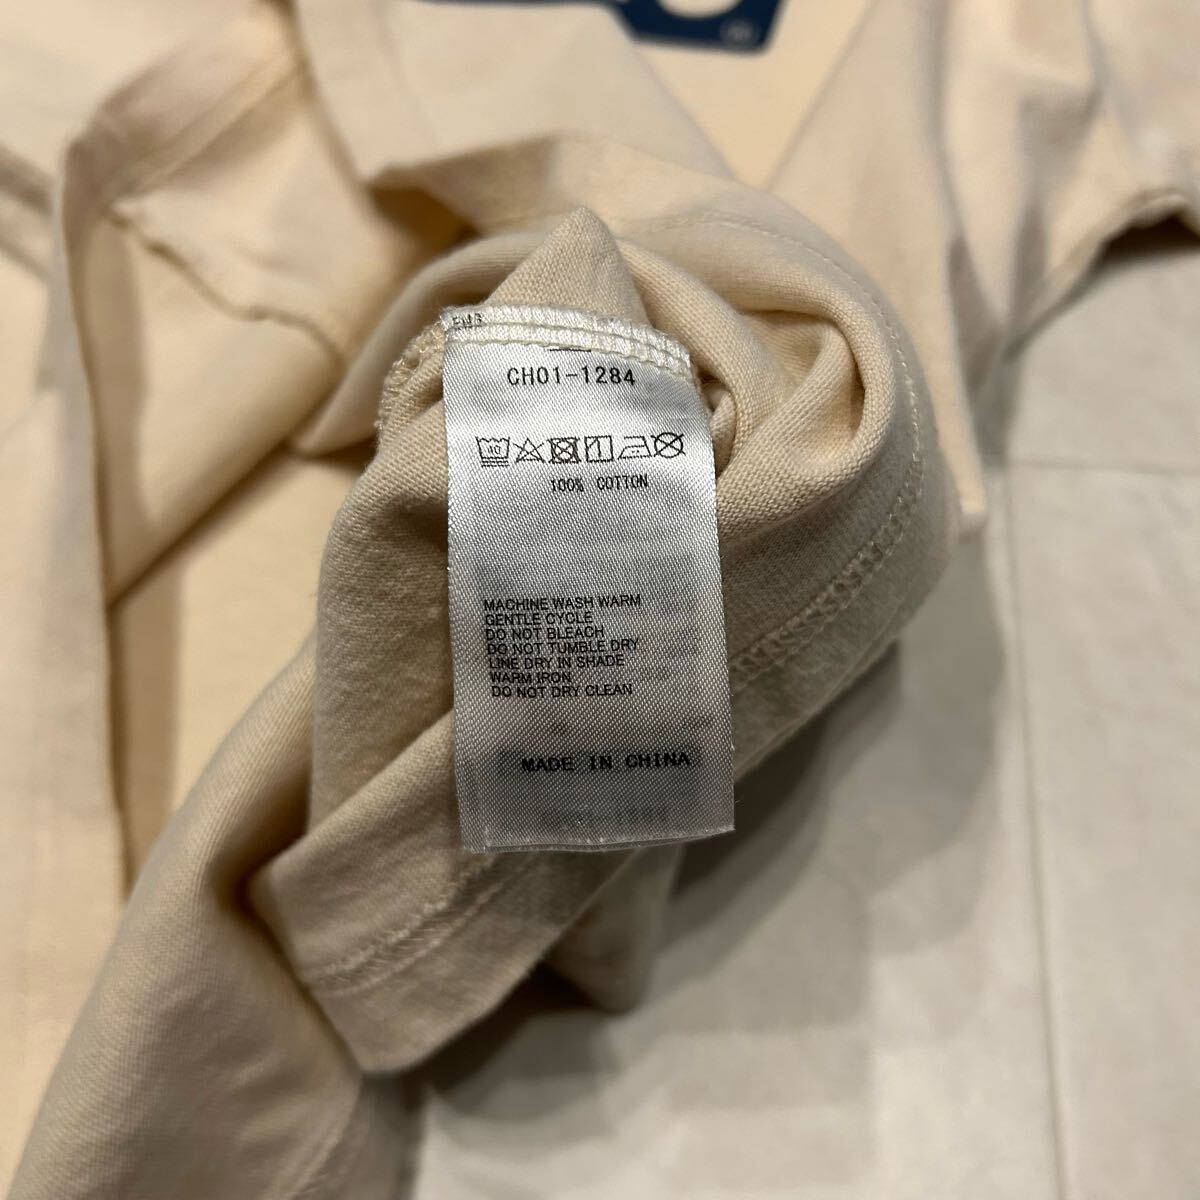 ®
CH01-1284
40
100% COTTON
MACHINE WASH WARM
GENTLE CYCLE
DO NOT BLEACH
DO NOT TUMBLE DRY
LINE DRY IN SHADE
WARM IRON
DO NOT DRY CLEAN
MADE IN CHINA